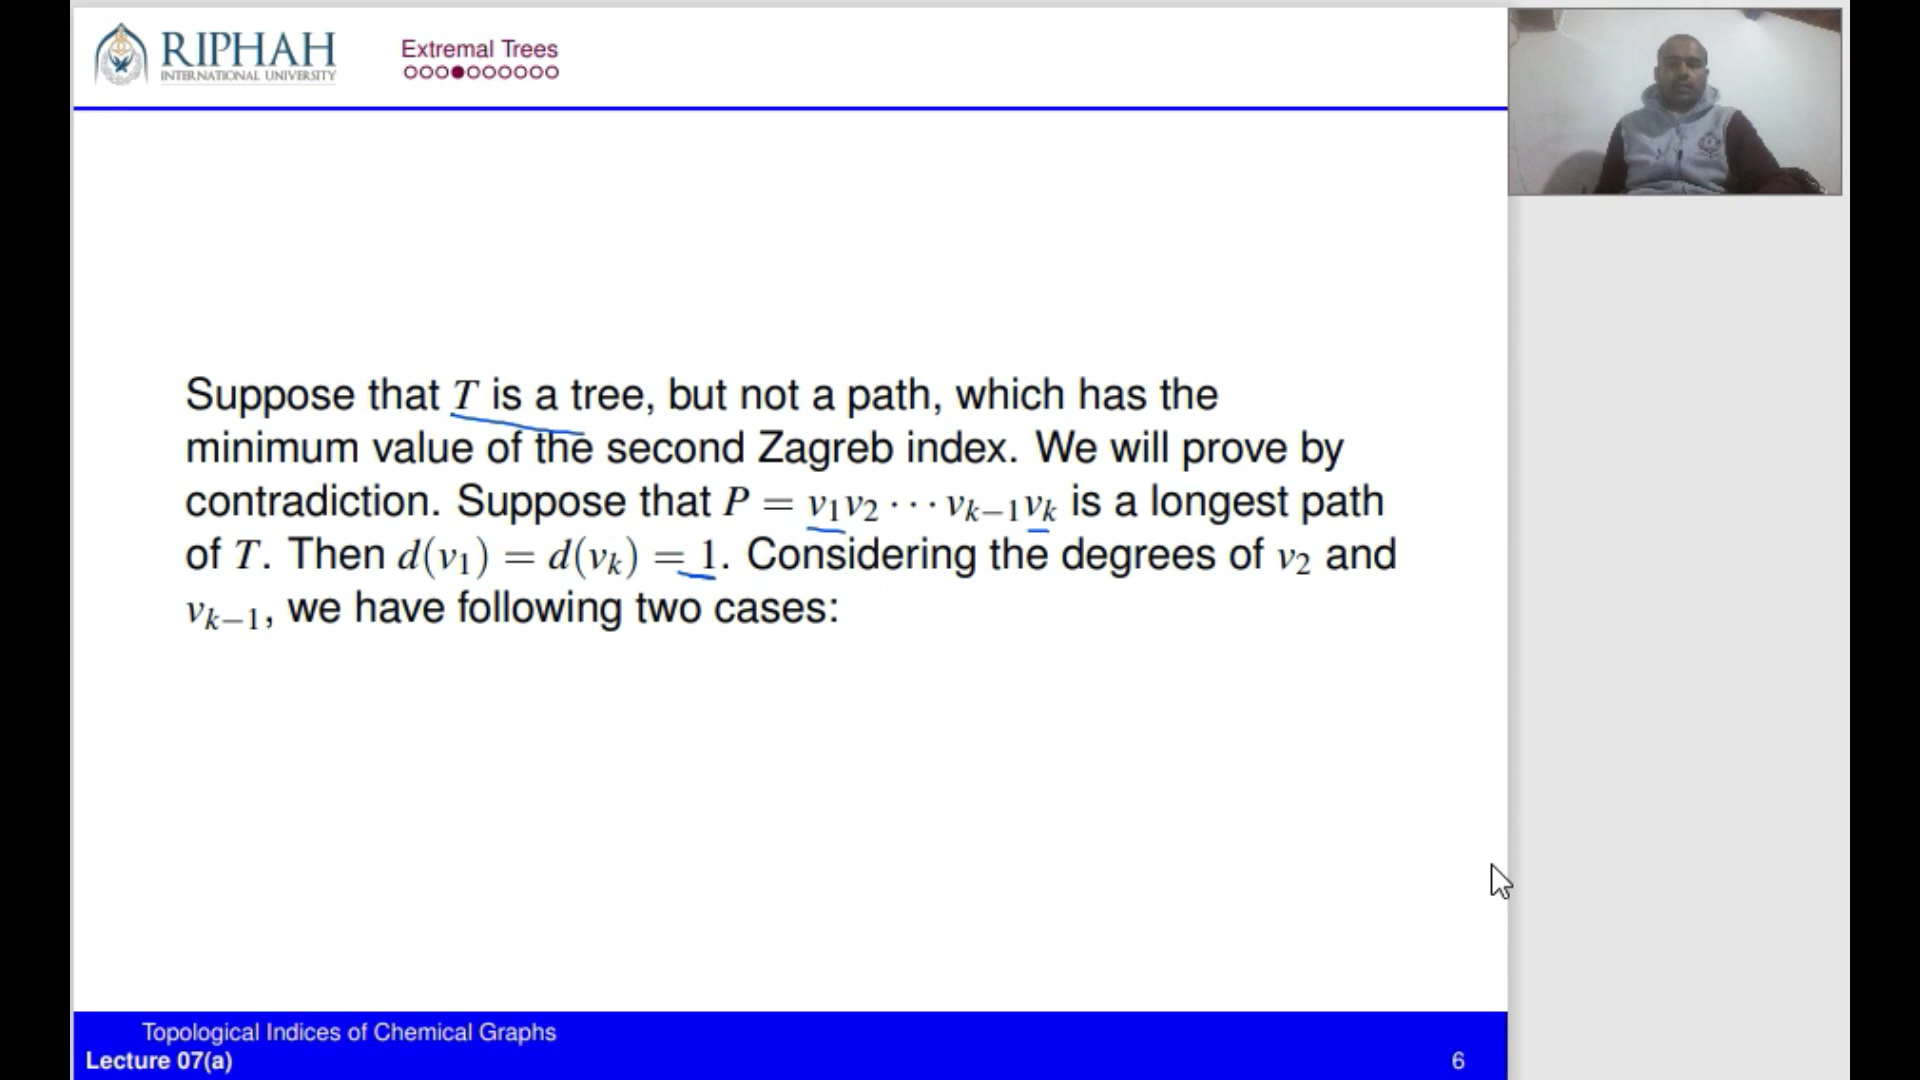 RIPHAH
INTERNATIONAL UNIVERSITY
Extremal Trees
Suppose that T is a tree, but not a path, which has the
minimum value of the second Zagreb index. We will prove by
contradiction. Suppose that P = v₁v₂ ⋯ vₖ₋₁vₖ is a longest path
of T. Then d(v₁) = d(vₖ) = 1. Considering the degrees of v₂ and
vₖ₋₁, we have following two cases:
Topological Indices of Chemical Graphs
Lecture 07(a)
6